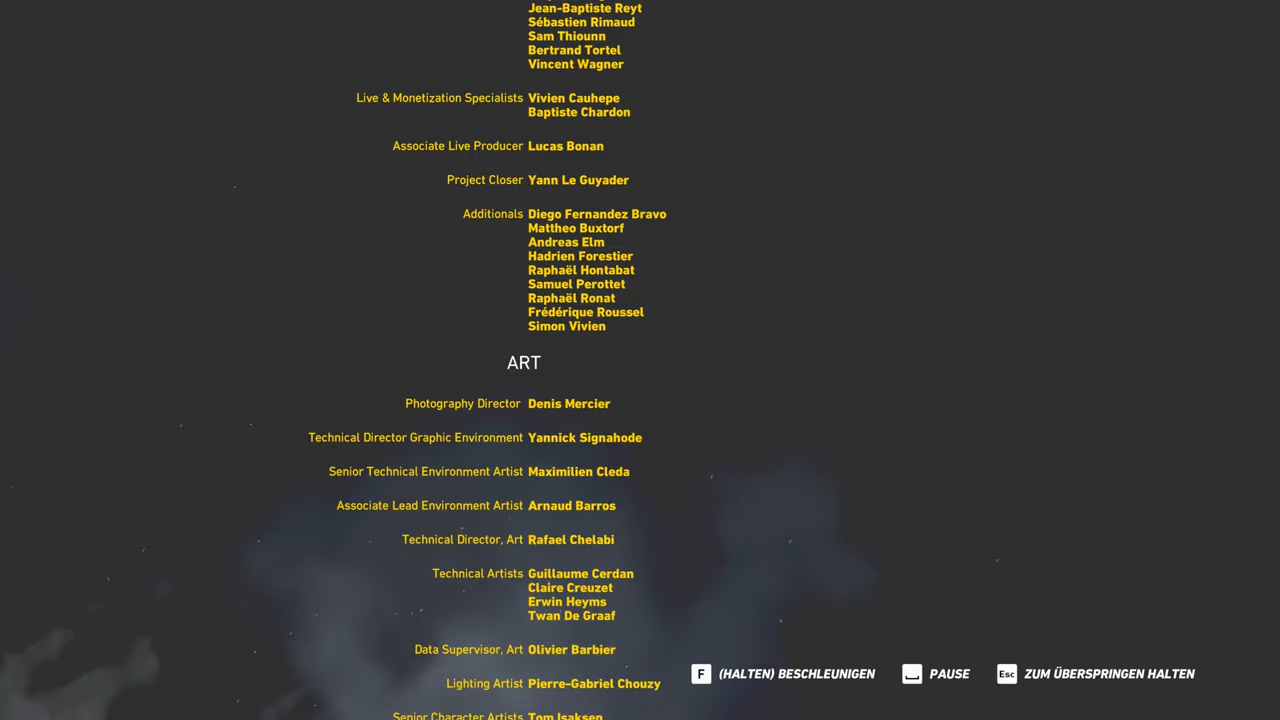 Jean-Baptiste Reyt
Sébastien Rimaud
Sam Thiounn
Bertrand Tortel
Vincent Wagner
Live & Monetization Specialists Vivien Cauhepe
Baptiste Chardon
Associate Live Producer Lucas Bonan
Project Closer Yann Le Guyader
Additionals Diego Fernandez Bravo
Mattheo Buxtorf
Andreas Elm
Hadrien Forestier
Raphaël Hontabat
Samuel Perottet
Raphaël Ronat
Frédérique Roussel
Simon Vivien
ART
Photography Director Denis Mercier
Technical Director Graphic Environment Yannick Signahode
Senior Technical Environment Artist Maximilien Cleda
Associate Lead Environment Artist Arnaud Barros
Technical Director, Art Rafael Chelabi
Technical Artists Guillaume Cerdan
Claire Creuzet
Erwin Heyms
Twan De Graaf
Data Supervisor, Art Olivier Barbier
Lighting Artist Pierre-Gabriel Chouzy
F (HALTEN) BESCHLEUNIGEN PAUSE Esc ZUM ÜBERSPRINGEN HALTEN
Senior Character Artists Tom Isaksen